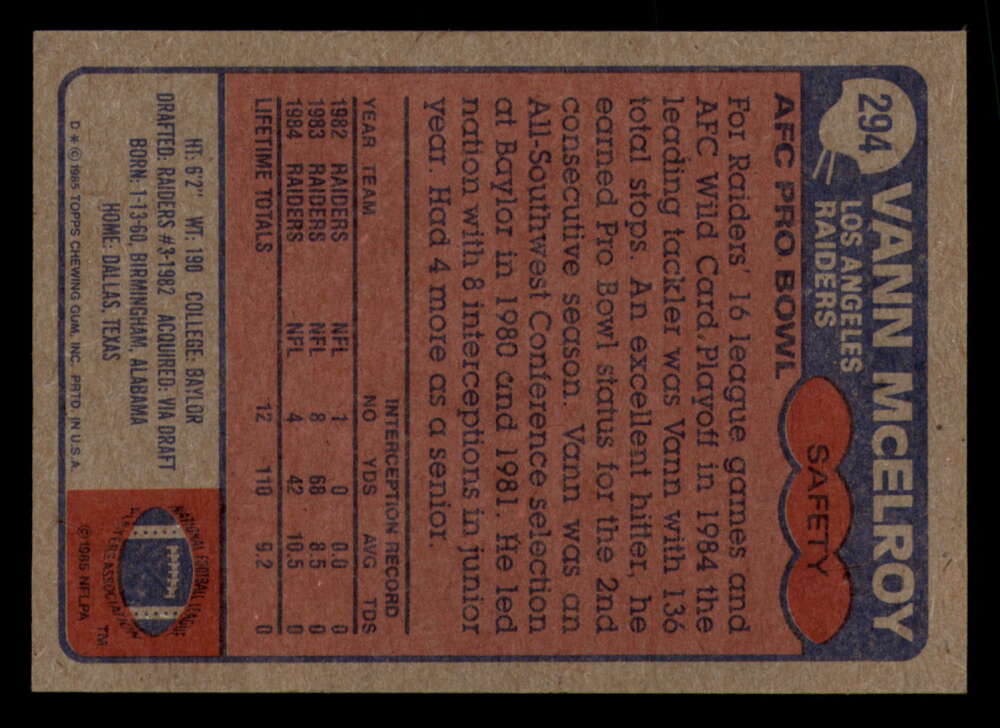 294
VANN McELROY
LOS ANGELES
RAIDERS
SAFETY
AFC PRO BOWL
For Raiders' 16 league games and
AFC Wild Card Playoff in 1984 the
leading tackler was Vann with 136
total stops. An excellent hitter, he
earned Pro Bowl status for the 2nd
consecutive season. Vann was an
All-Southwest Conference selection
at Baylor in 1980 and 1981. He led
nation with 8 interceptions in junior
year. Had 4 more as a senior.
INTERCEPTION RECORD
YEAR TEAM NO YDS AVG TDS
1982 RAIDERS NFL 1 0 0.0 0
1983 RAIDERS NFL 8 68 8.5 0
1984 RAIDERS NFL 4 42 10.5 0
LIFETIME TOTALS 12 110 9.2 0
HT: 6'2" WT: 190 COLLEGE: BAYLOR
DRAFTED: RAIDERS #3-1982 ACQUIRED: VIA DRAFT
BORN: 1-13-60, BIRMINGHAM, ALABAMA
HOME: DALLAS, TEXAS
D * © 1985 TOPPS CHEWING GUM, INC. PRTD. IN U.S.A.
NATIONAL FOOTBALL LEAGUE
PLAYERS ASSOCIATION
TM
© 1985 NFLPA